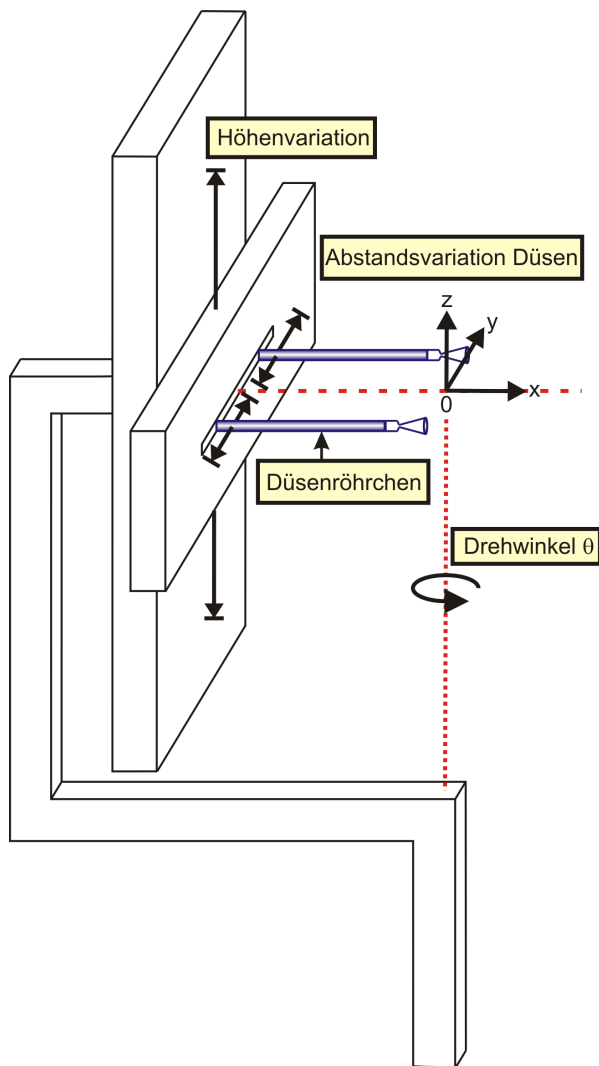 Höhenvariation
Abstandsvariation Düsen
z
y
x
0
Düsenröhrchen
Drehwinkel θ